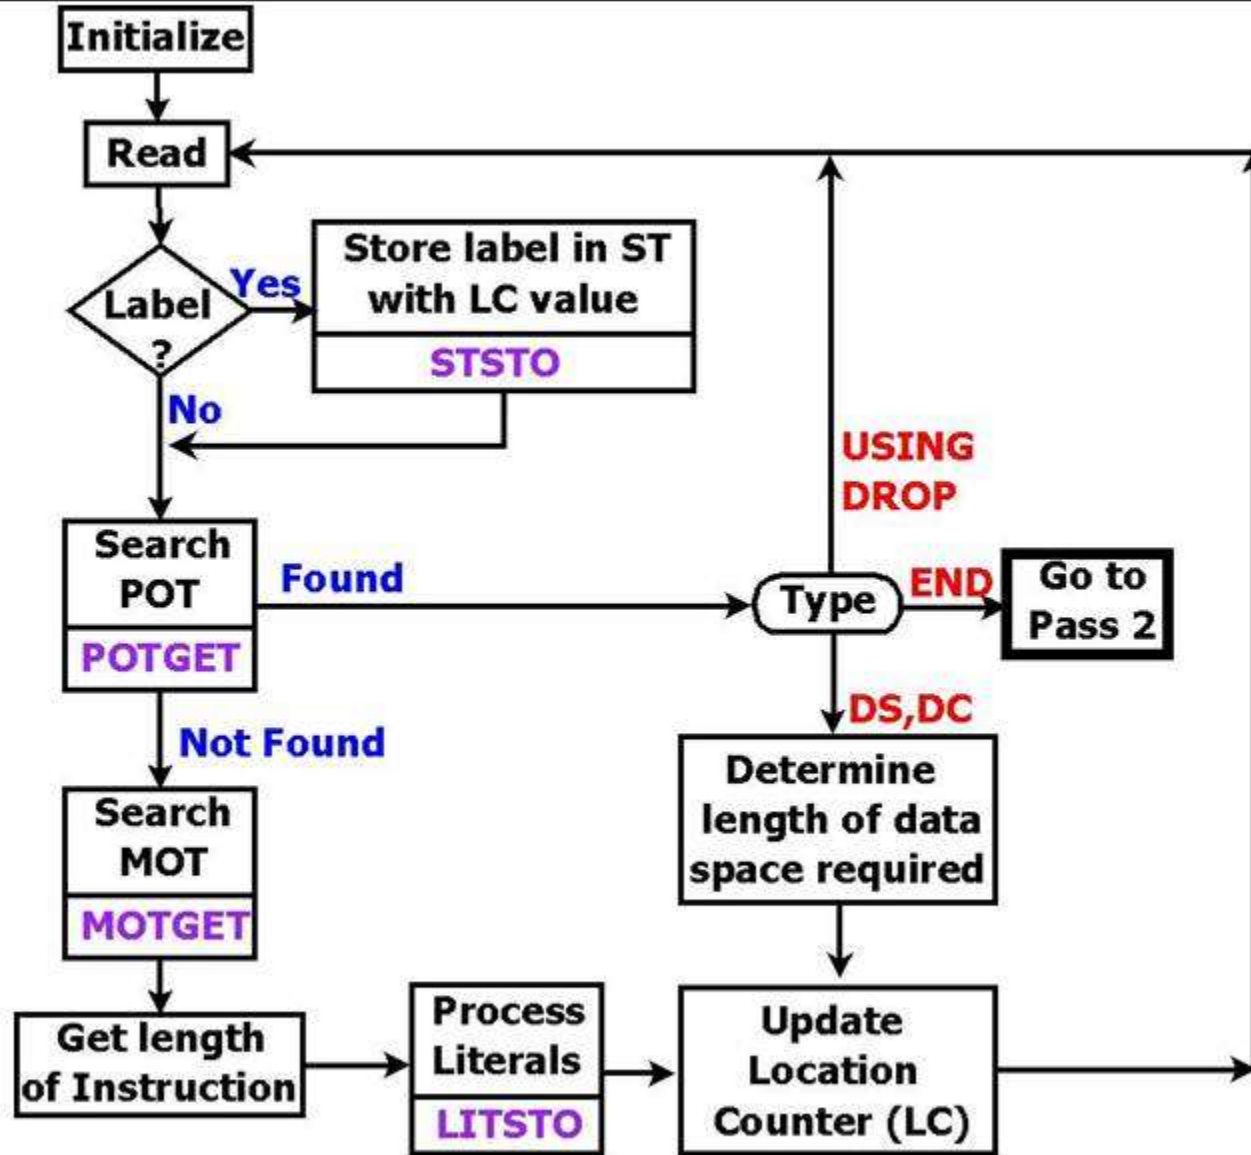 Initialize
Read
Label
?
Yes
Store label in ST
with LC value
STSTO
No
Search
POT
POTGET
Found
Type
USING
DROP
END
Go to
Pass 2
DS,DC
Determine
length of data
space required
Not Found
Search
MOT
MOTGET
Get length
of Instruction
Process
Literals
LITSTO
Update
Location
Counter (LC)